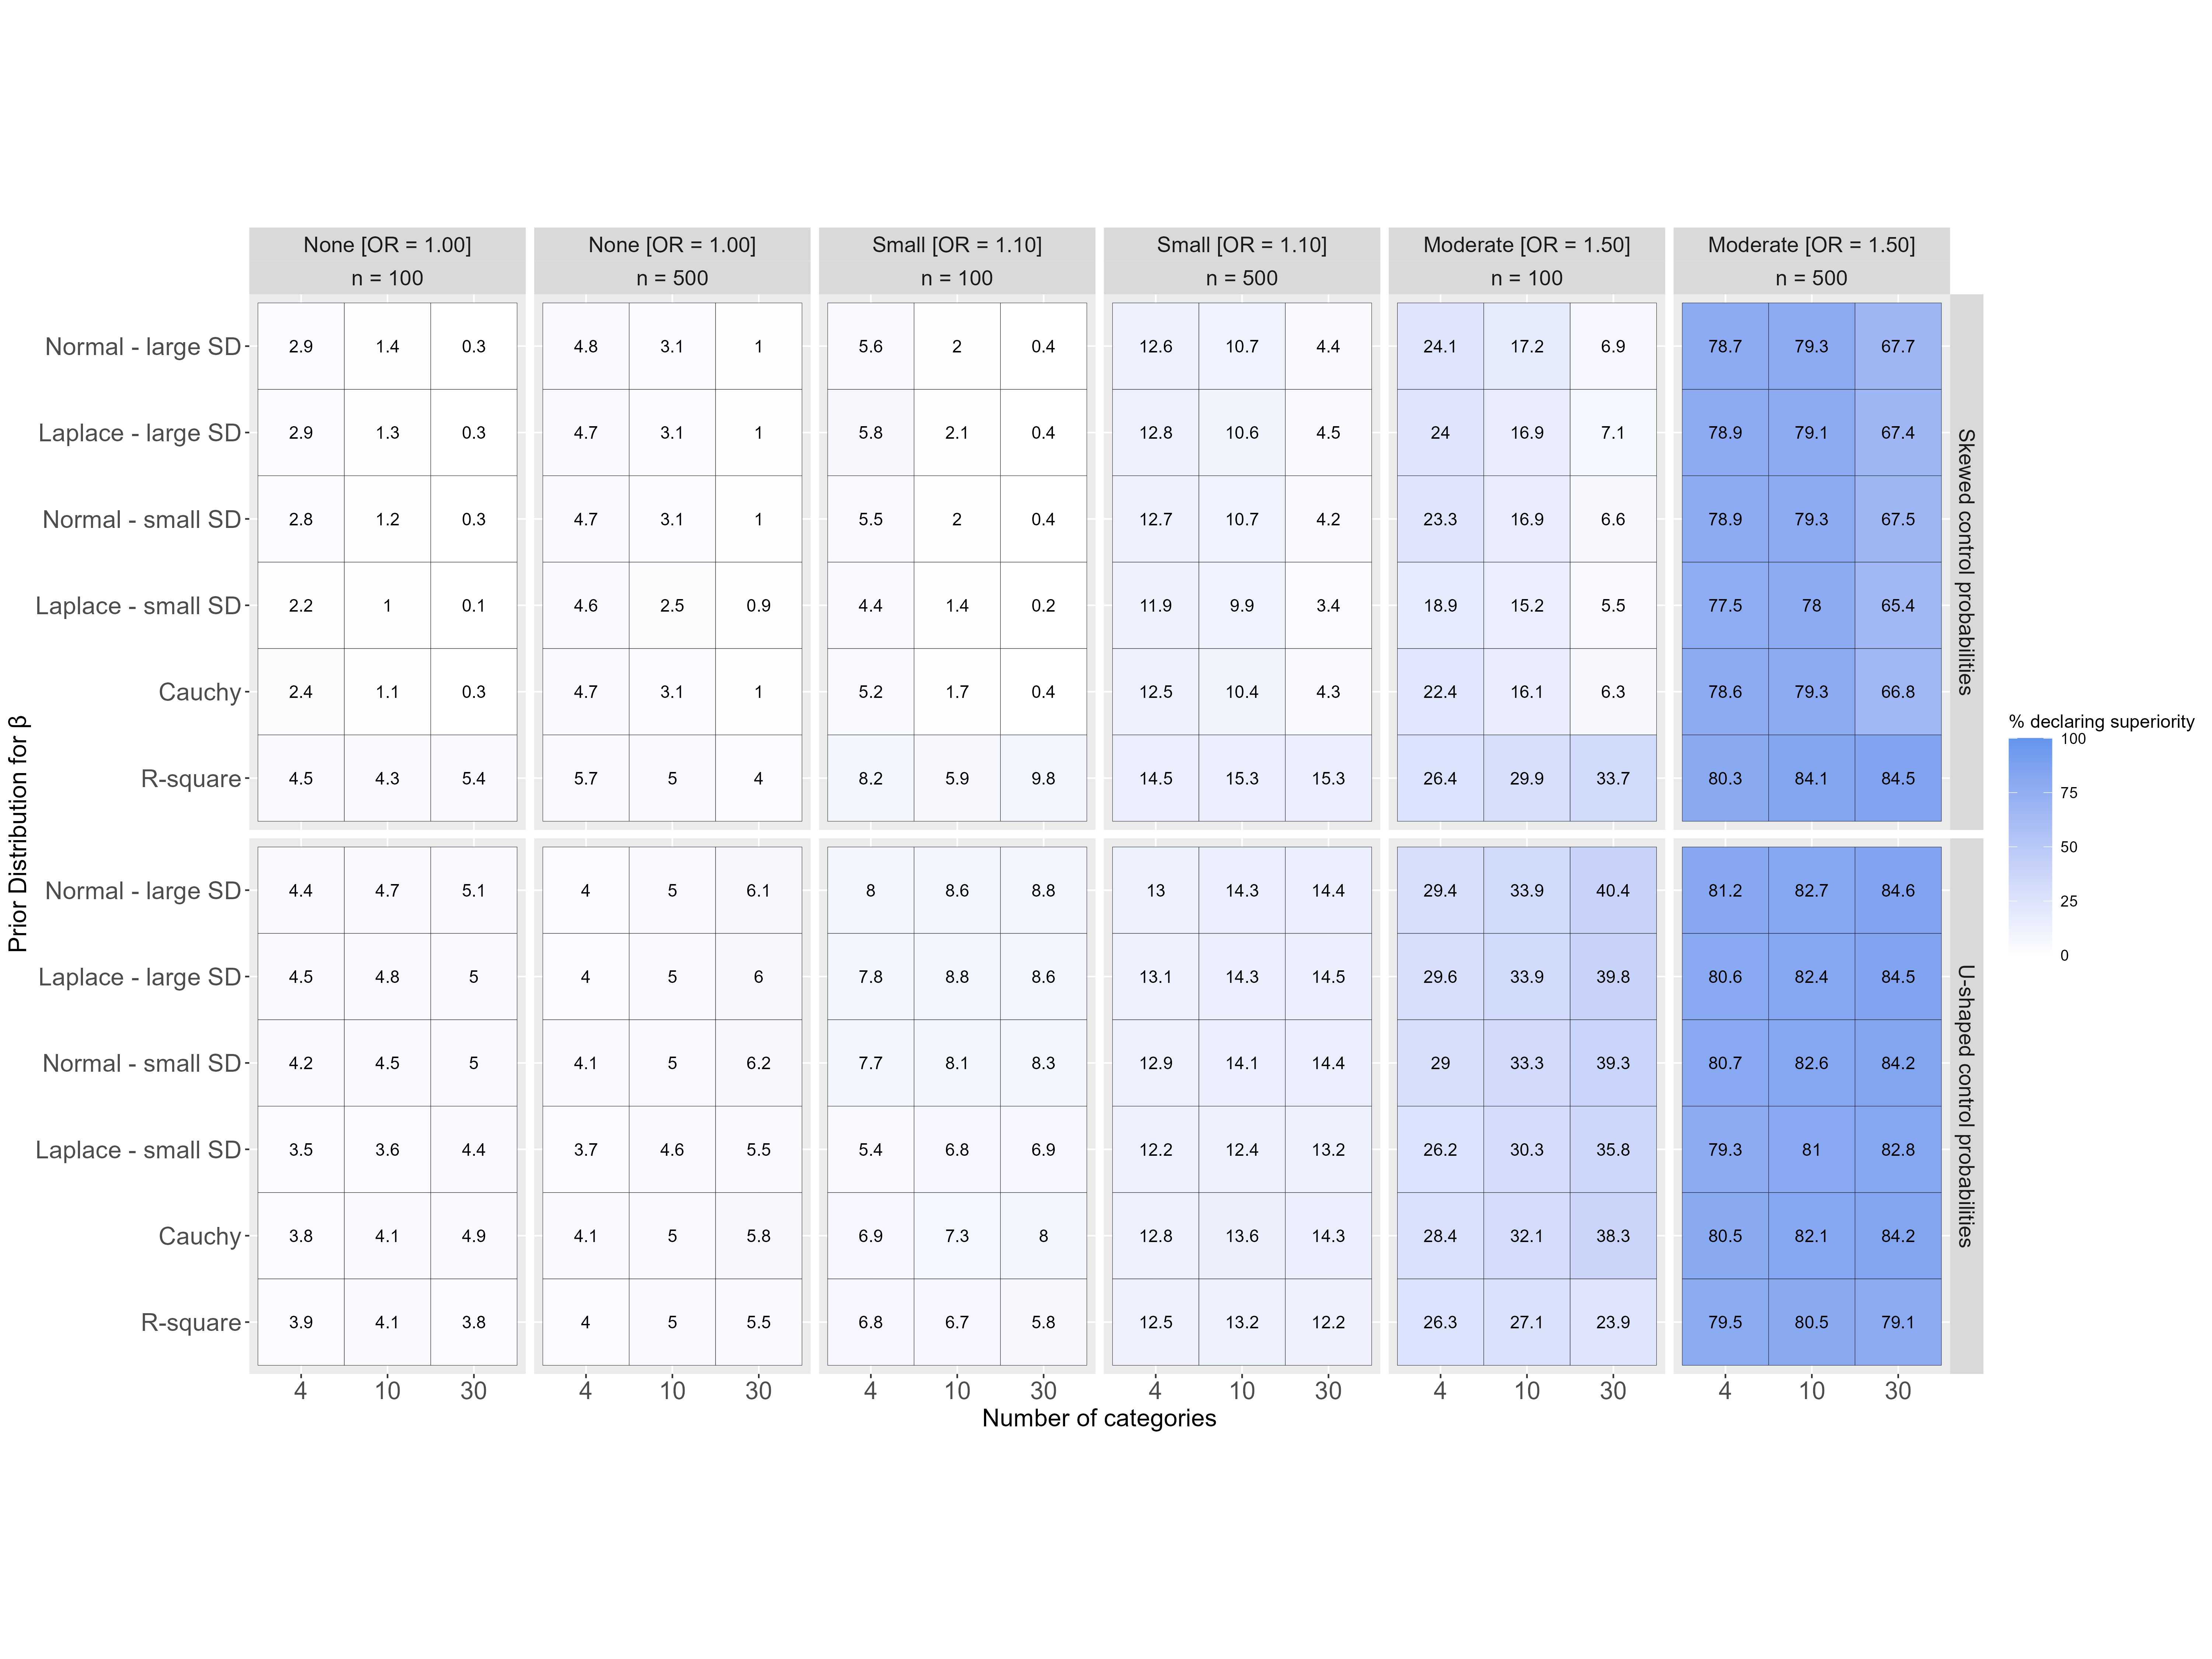 None [OR = 1.00] None [OR = 1.00] Small [OR = 1.10] Small [OR = 1.10] Moderate [OR = 1.50] Moderate [OR = 1.50]
n = 100 n = 500 n = 100 n = 500 n = 100 n = 500
Normal - large SD 2.9 1.4 0.3 4.8 3.1 1 5.6 2 0.4 12.6 10.7 4.4 24.1 17.2 6.9 78.7 79.3 67.7
Laplace - large SD 2.9 1.3 0.3 4.7 3.1 1 5.8 2.1 0.4 12.8 10.6 4.5 24 16.9 7.1 78.9 79.1 67.4
Normal - small SD 2.8 1.2 0.3 4.7 3.1 1 5.5 2 0.4 12.7 10.7 4.2 23.3 16.9 6.6 78.9 79.3 67.5
Laplace - small SD 2.2 1 0.1 4.6 2.5 0.9 4.4 1.4 0.2 11.9 9.9 3.4 18.9 15.2 5.5 77.5 78 65.4
Cauchy 2.4 1.1 0.3 4.7 3.1 1 5.2 1.7 0.4 12.5 10.4 4.3 22.4 16.1 6.3 78.6 79.3 66.8
R-square 4.5 4.3 5.4 5.7 5 4 8.2 5.9 9.8 14.5 15.3 15.3 26.4 29.9 33.7 80.3 84.1 84.5
Skewed control probabilities
Normal - large SD 4.4 4.7 5.1 4 5 6.1 8 8.6 8.8 13 14.3 14.4 29.4 33.9 40.4 81.2 82.7 84.6
Laplace - large SD 4.5 4.8 5 4 5 6 7.8 8.8 8.6 13.1 14.3 14.5 29.6 33.9 39.8 80.6 82.4 84.5
Normal - small SD 4.2 4.5 5 4.1 5 6.2 7.7 8.1 8.3 12.9 14.1 14.4 29 33.3 39.3 80.7 82.6 84.2
Laplace - small SD 3.5 3.6 4.4 3.7 4.6 5.5 5.4 6.8 6.9 12.2 12.4 13.2 26.2 30.3 35.8 79.3 81 82.8
Cauchy 3.8 4.1 4.9 4.1 5 5.8 6.9 7.3 8 12.8 13.6 14.3 28.4 32.1 38.3 80.5 82.1 84.2
R-square 3.9 4.1 3.8 4 5 5.5 6.8 6.7 5.8 12.5 13.2 12.2 26.3 27.1 23.9 79.5 80.5 79.1
U-shaped control probabilities
4 10 30 4 10 30 4 10 30 4 10 30 4 10 30 4 10 30
Number of categories
Prior Distribution for β
% declaring superiority
100
75
50
25
0